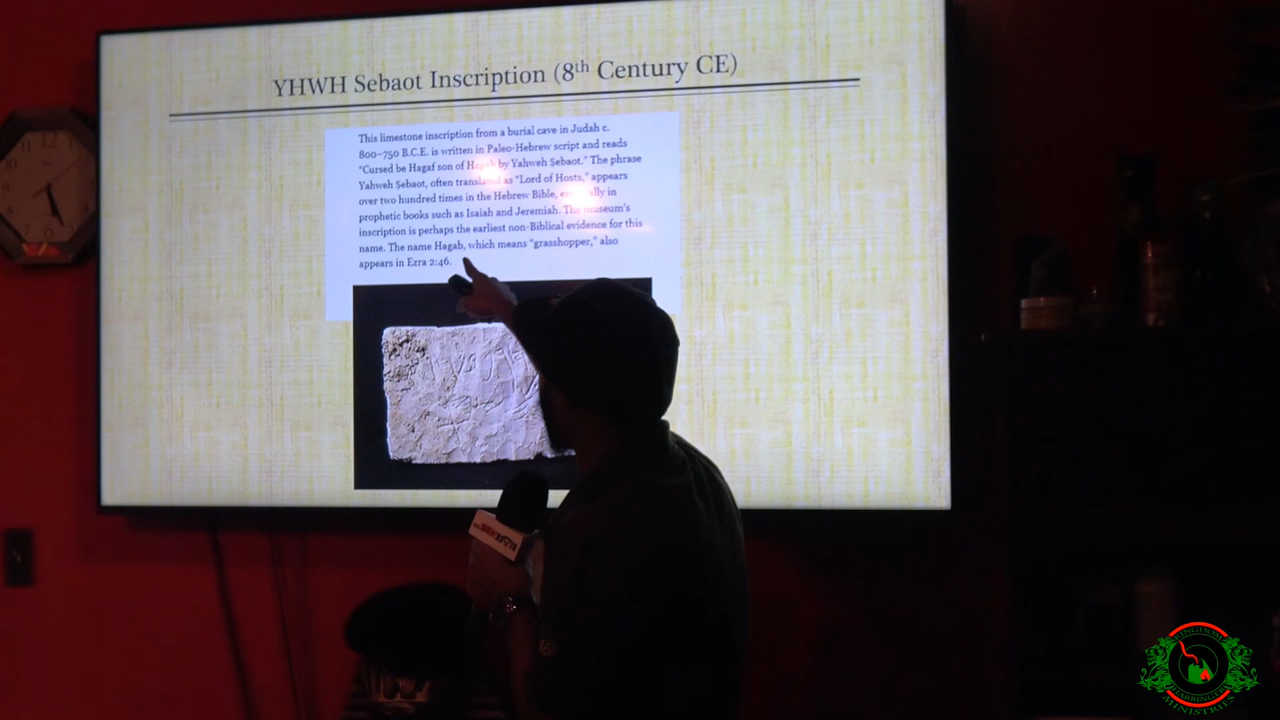 YHWH Sebaot Inscription (8th Century CE)
This limestone inscription from a burial cave in Judah c.
800–750 B.C.E. is written in Paleo-Hebrew script and reads
"Cursed be Hagaf son of Hagab by Yahweh Sebaot." The phrase
Yahweh Sebaot, often translated as "Lord of Hosts," appears
over two hundred times in the Hebrew Bible, especially in
prophetic books such as Isaiah and Jeremiah. The museum's
inscription is perhaps the earliest non-Biblical evidence for this
name. The name Hagab, which means "grasshopper," also
appears in Ezra 2:46.
KINGDOM
HARBINGER
MINISTRIES